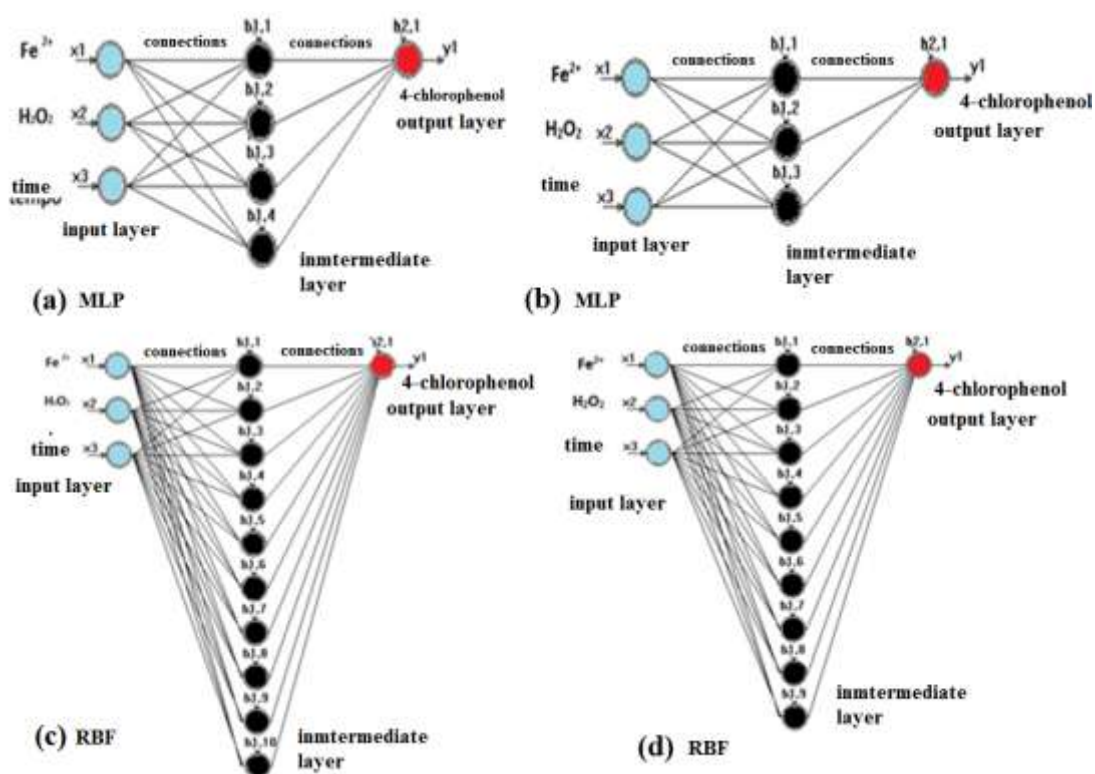 b1,1
b2,1
Fe²⁺ x1 connections connections y1
b1,2
H₂O₂ x2 4-chlorophenol
output layer
b1,3
time x3
tempo
b1,4
input layer
inmtermediate
layer
(a) MLP
b1,1
b2,1
Fe²⁺ x1 connections connections y1
b1,2
4-chlorophenol
H₂O₂ x2 output layer
b1,3
time x3
input layer
inmtermediate
layer
(b) MLP
b1,1
b2,1
Fe²⁺ x1 connections connections y1
b1,2
4-chlorophenol
H₂O₂ x2 output layer
b1,3
time x3
b1,4
input layer
b1,5
b1,6
b1,7
b1,8
b1,9
(c) RBF inmtermediate
b1,10 layer
b1,1
b2,1
Fe²⁺ x1 connections connections y1
b1,2
4-chlorophenol
H₂O₂ x2 output layer
b1,3
time x3
b1,4
input layer
b1,5
b1,6
b1,7
b1,8
b1,9
inmtermediate
layer
(d) RBF